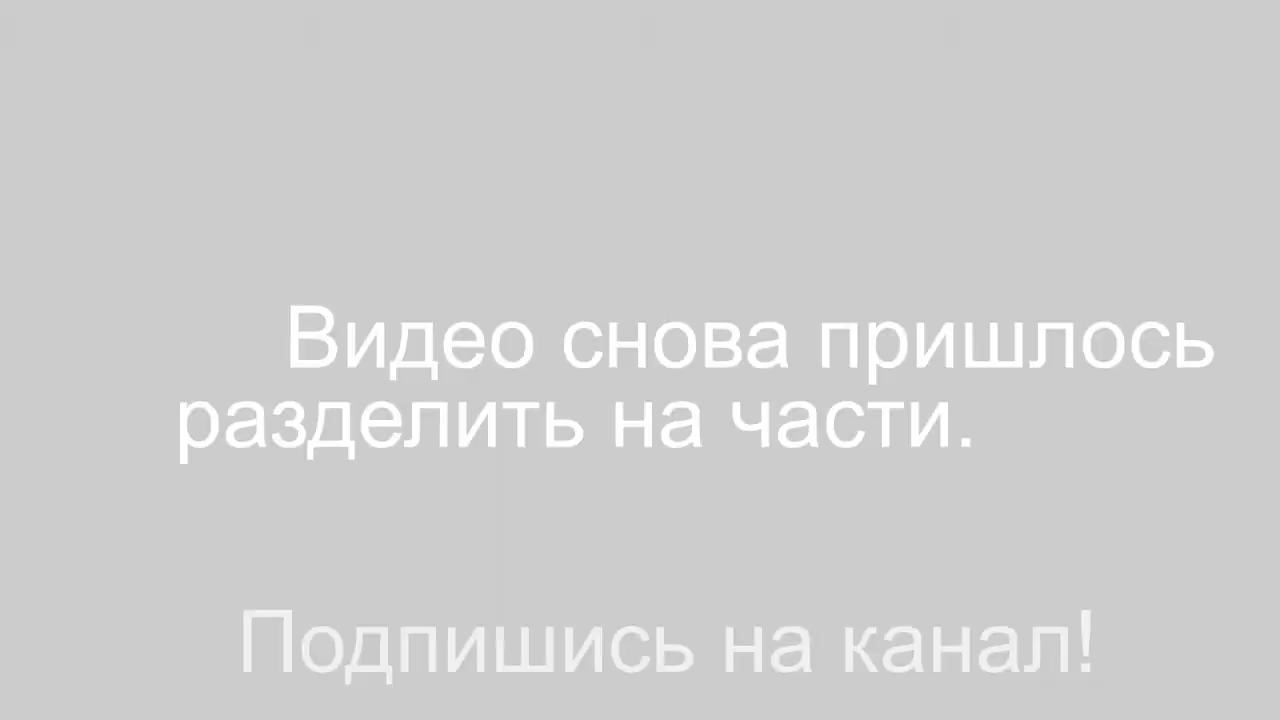 Видео снова пришлось
разделить на части.
Подпишись на канал!